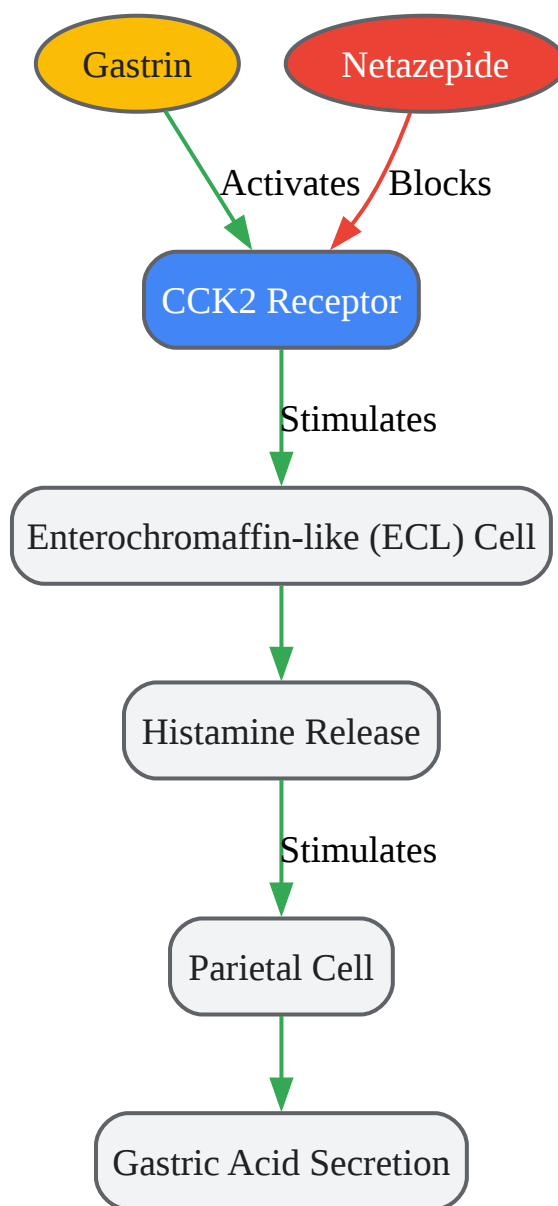 Gastrin
Netazepide
Activates
Blocks
CCK2 Receptor
Stimulates
Enterochromaffin-like (ECL) Cell
Histamine Release
Stimulates
Parietal Cell
Gastric Acid Secretion